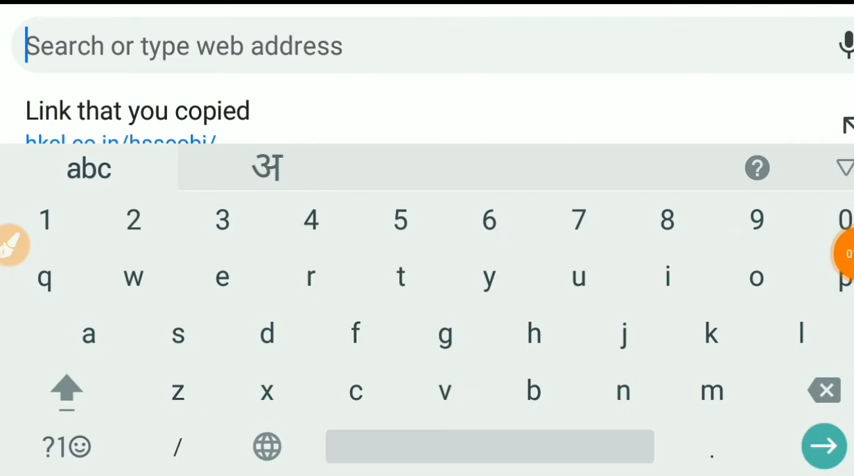 Search or type web address
Link that you copied
abc अ ?
1 2 3 4 5 6 7 8 9 0
q w e r t y u i o p
a s d f g h j k l
z x c v b n m
?1☺ / .